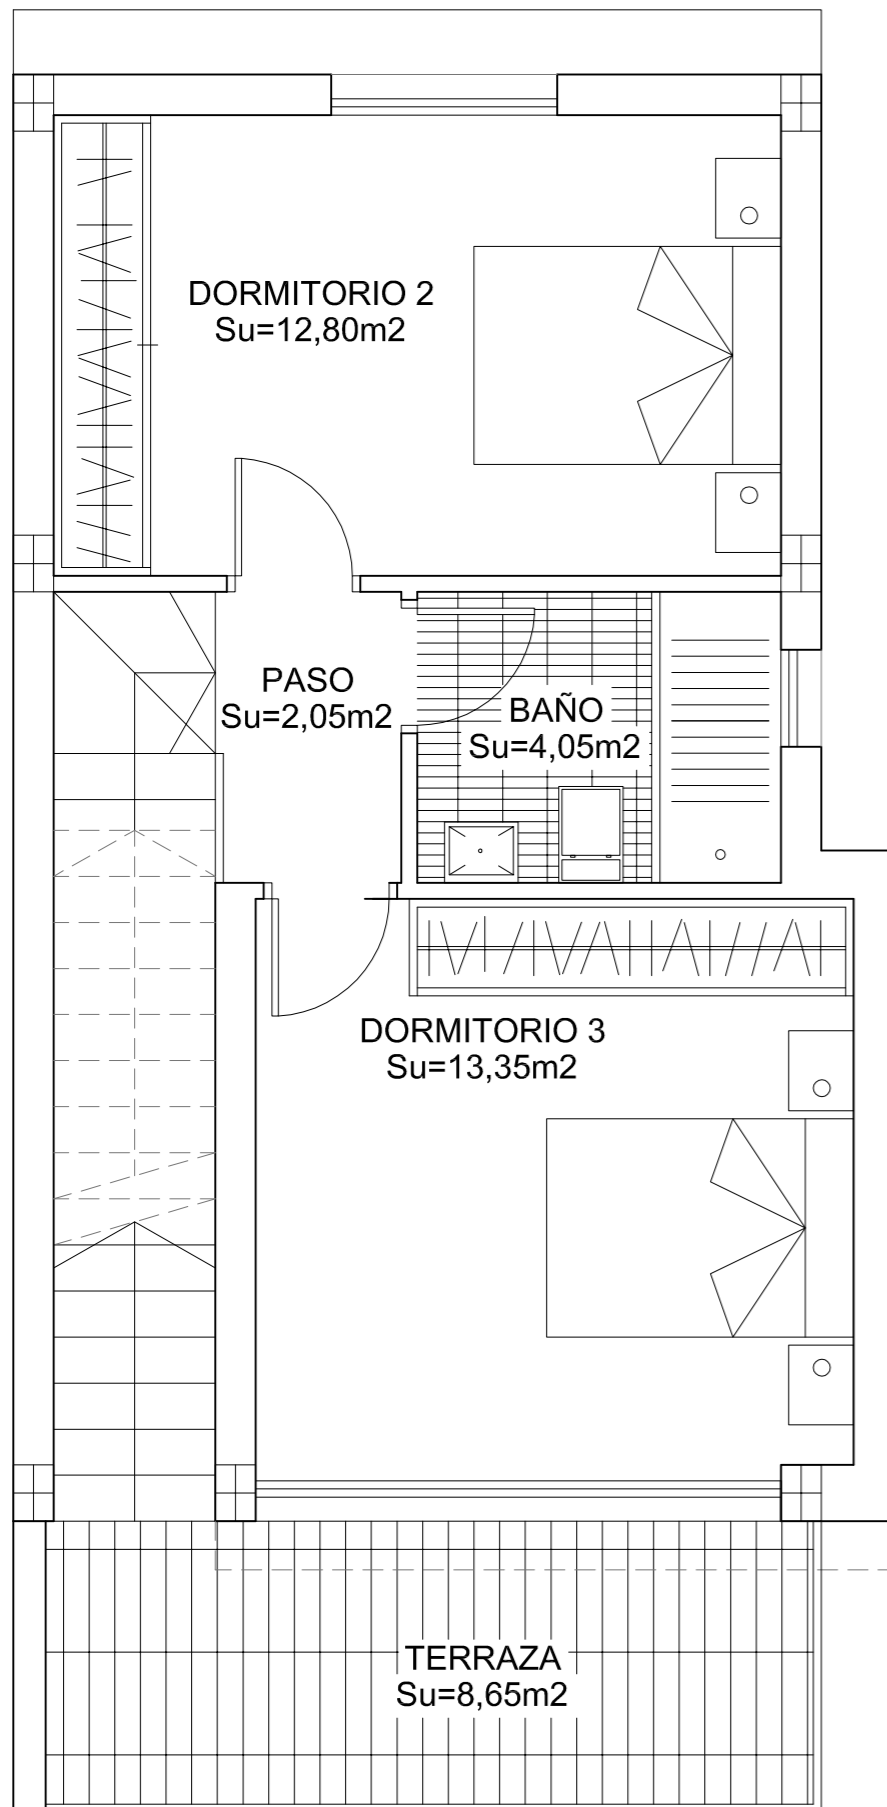 DORMITORIO 2
Su=12,80m2
PASO
Su=2,05m2
BAÑO
Su=4,05m2
DORMITORIO 3
Su=13,35m2
TERRAZA
Su=8,65m2